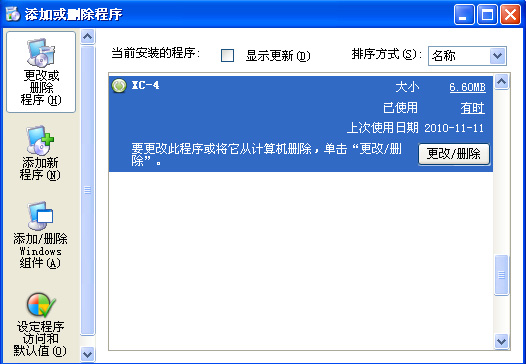 添加或删除程序
更改或
删除
程序(H)
添加新
程序(N)
添加/删除
Windows
组件(A)
设定程序
访问和
默认值(O)
当前安装的程序: 显示更新(D) 排序方式(S): 名称
XC-4 大小 6.60MB
已使用 有时
上次使用日期 2010-11-11
要更改此程序或将它从计算机删除,单击“更改/删
除”。
更改/删除